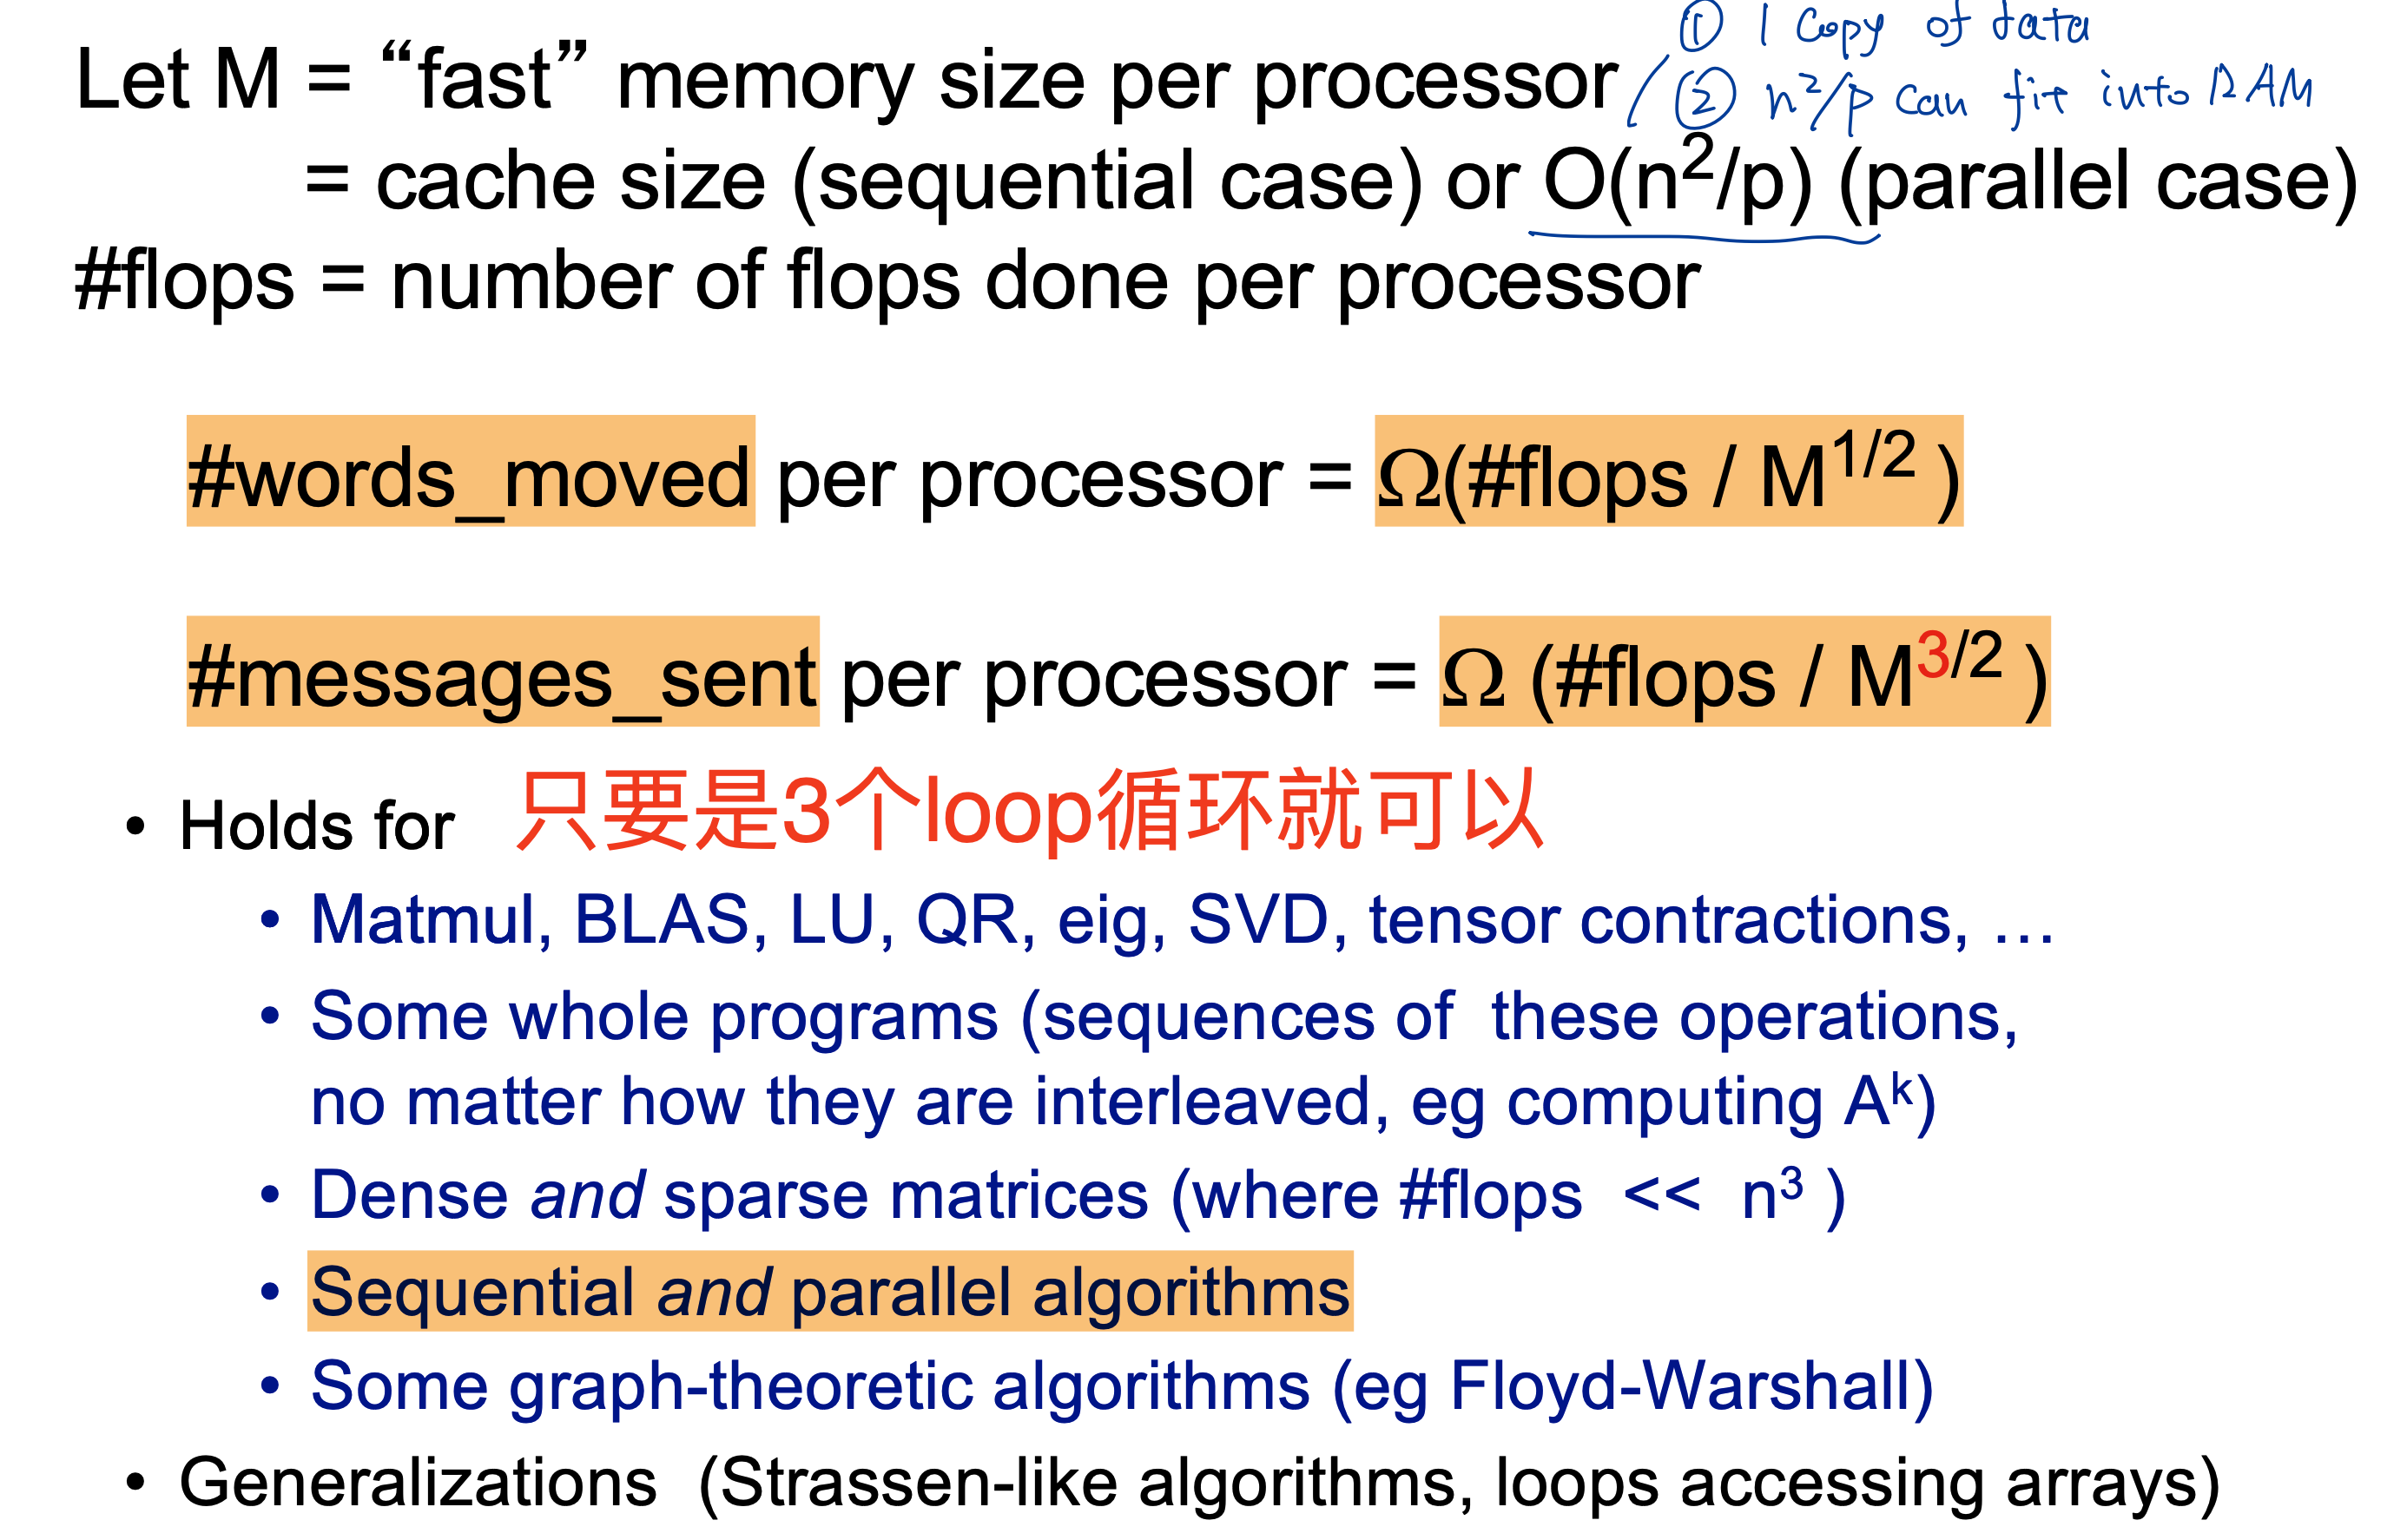 ① 1 copy of data
Let M = “fast” memory size per processor
② n²/p can fit into RAM
= cache size (sequential case) or O(n²/p) (parallel case)
#flops = number of flops done per processor
#words_moved per processor = Ω(#flops / M^1/2 )
#messages_sent per processor = Ω (#flops / M^3/2 )
• Holds for 只要是3个loop循环就可以
• Matmul, BLAS, LU, QR, eig, SVD, tensor contractions, …
• Some whole programs (sequences of these operations,
no matter how they are interleaved, eg computing Aᵏ)
• Dense and sparse matrices (where #flops << n³ )
• Sequential and parallel algorithms
• Some graph-theoretic algorithms (eg Floyd-Warshall)
• Generalizations (Strassen-like algorithms, loops accessing arrays)